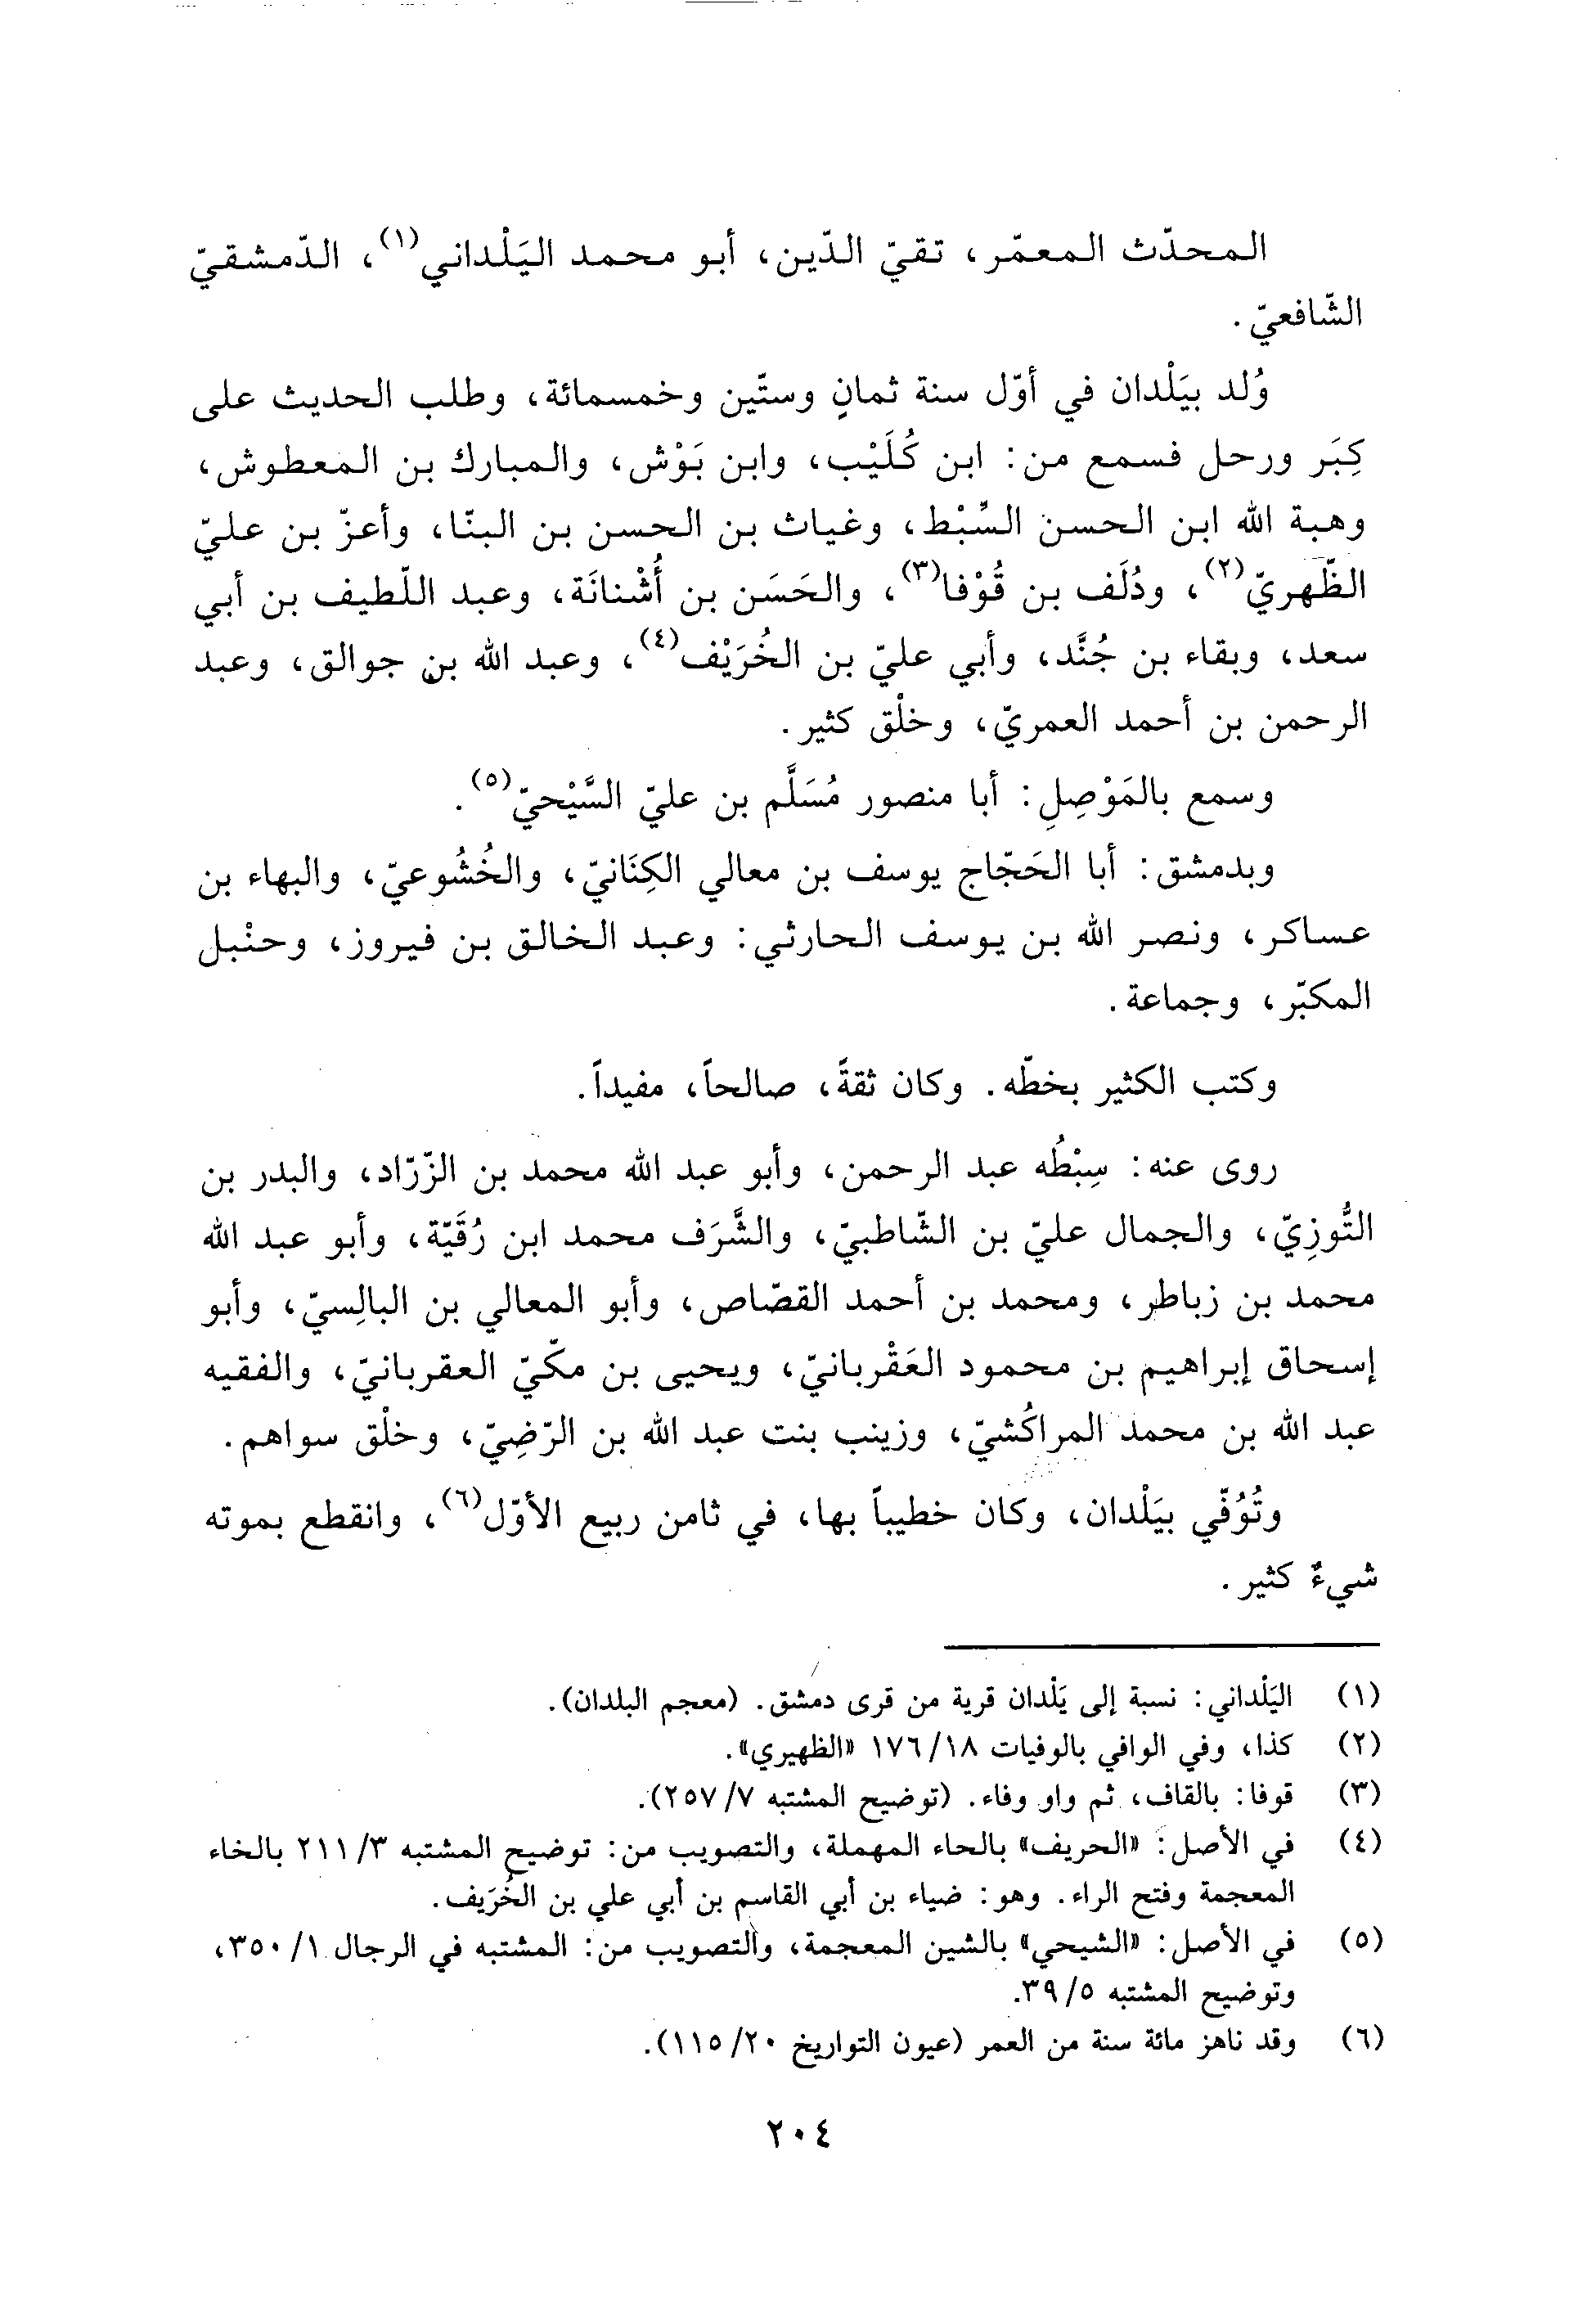 المحدّث المعمّر، تقيّ الدّين، أبو محمد اليَلْداني(١)، الدّمشقيّ
الشّافعيّ.
وُلد بيَلْدان في أوّل سنة ثمانٍ وستّين وخمسمائة، وطلب الحديث على
كِبَر ورحل فسمع من: ابن كُلَيْب، وابن بَوْش، والمبارك بن المعطوش،
وهبة الله ابن الحسن السِّبْط، وغياث بن الحسن بن البنّا، وأعزّ بن عليّ
الظّهريّ(٢)، ودُلَف بن قُوْفا(٣)، والحَسَن بن أُشْنانَة، وعبد اللّطيف بن أبي
سعد، وبقاء بن جُنَّد، وأبي عليّ بن الخُرَيْف(٤)، وعبد الله بن جوالق، وعبد
الرحمن بن أحمد العمريّ، وخلْق كثير.
وسمع بالمَوْصِلِ: أبا منصور مُسَلَّم بن عليّ السَّيْحيّ(٥).
وبدمشق: أبا الحَجّاج يوسف بن معالي الكِنَانيّ، والخُشُوعيّ، والبهاء بن
عساكر، ونصر الله بن يوسف الحارثي: وعبد الخالق بن فيروز، وحنْبل
المكبّر، وجماعة.
وكتب الكثير بخطّه. وكان ثقةً، صالحاً، مفيداً.
روى عنه: سِبْطُه عبد الرحمن، وأبو عبد الله محمد بن الزّرّاد، والبدر بن
التُّوزِيّ، والجمال عليّ بن الشّاطبيّ، والشَّرَف محمد ابن رُقَيّة، وأبو عبد الله
محمد بن زباطر، ومحمد بن أحمد القصّاص، وأبو المعالي بن البالِسيّ، وأبو
إسحاق إبراهيم بن محمود العَقْربانيّ، ويحيى بن مكّيّ العقربانيّ، والفقيه
عبد الله بن محمد المراكُشيّ، وزينب بنت عبد الله بن الرّضِيّ، وخلْق سواهم.
وتُوُفّي بيَلْدان، وكان خطيباً بها، في ثامن ربيع الأوّل(٦)، وانقطع بموته
شيءٌ كثير.
(١) اليَلْداني: نسبة إلى يَلْدان قرية من قرى دمشق. (معجم البلدان).
(٢) كذا، وفي الوافي بالوفيات ١٧٦/١٨ «الظهيري».
(٣) قوفا: بالقاف، ثم واو وفاء. (توضيح المشتبه ٢٥٧/٧).
(٤) في الأصل: «الحريف» بالحاء المهملة، والتصويب من: توضيح المشتبه ٢١١/٣ بالخاء
المعجمة وفتح الراء. وهو: ضياء بن أبي القاسم بن أبي علي بن الخُرَيف.
(٥) في الأصل: «الشيحي» بالشين المعجمة، والتصويب من: المشتبه في الرجال ٣٥٠/١،
وتوضيح المشتبه ٣٩/٥.
(٦) وقد ناهز مائة سنة من العمر (عيون التواريخ ١١٥/٢٠).
٢٠٤